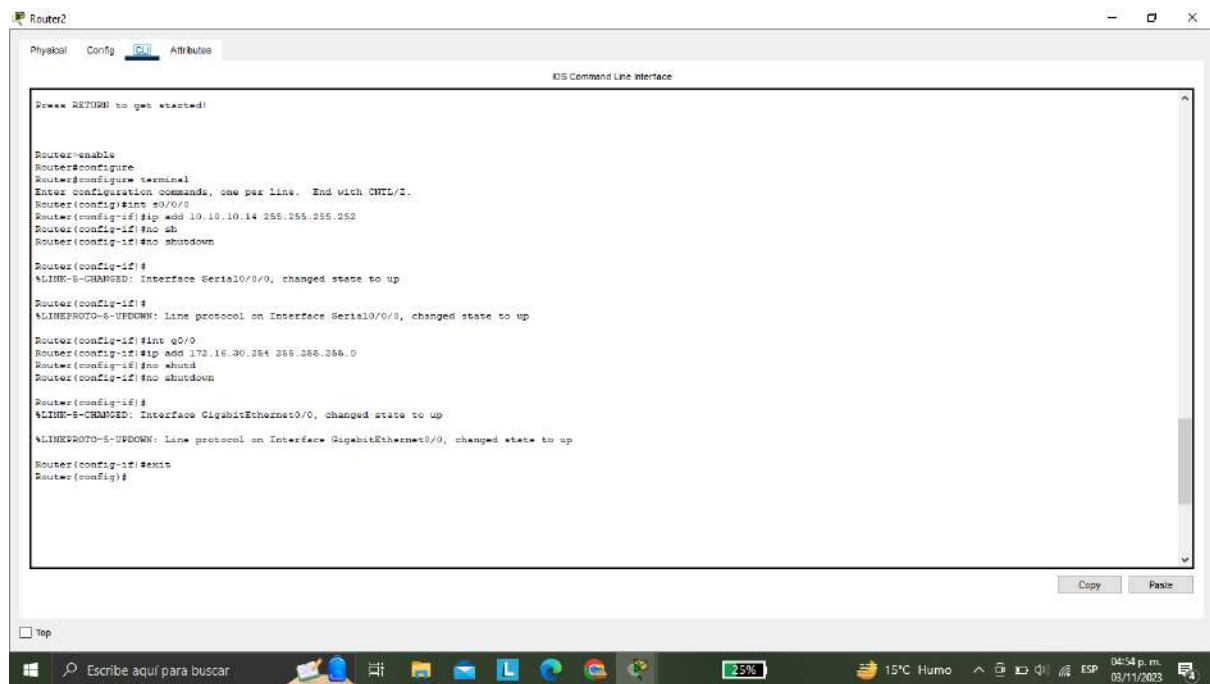 Router2
Physical Config CLI Attributes
IOS Command Line Interface
Press RETURN to get started!
Router>enable
Router#configure
Router#configure terminal
Enter configuration commands, one per line. End with CNTL/Z.
Router(config)#int s0/0/0
Router(config-if)#ip add 10.10.10.14 255.255.255.252
Router(config-if)#no sh
Router(config-if)#no shutdown
Router(config-if)#
%LINK-5-CHANGED: Interface Serial0/0/0, changed state to up
Router(config-if)#
%LINEPROTO-5-UPDOWN: Line protocol on Interface Serial0/0/0, changed state to up
Router(config-if)#int g0/0
Router(config-if)#ip add 172.16.30.254 255.255.255.0
Router(config-if)#no shutd
Router(config-if)#no shutdown
Router(config-if)#
%LINK-5-CHANGED: Interface GigabitEthernet0/0, changed state to up
%LINEPROTO-5-UPDOWN: Line protocol on Interface GigabitEthernet0/0, changed state to up
Router(config-if)#exit
Router(config)#
Copy Paste
Top
Escribe aquí para buscar
L
25%
15°C Humo
ESP
04:54 p. m.
03/11/2023